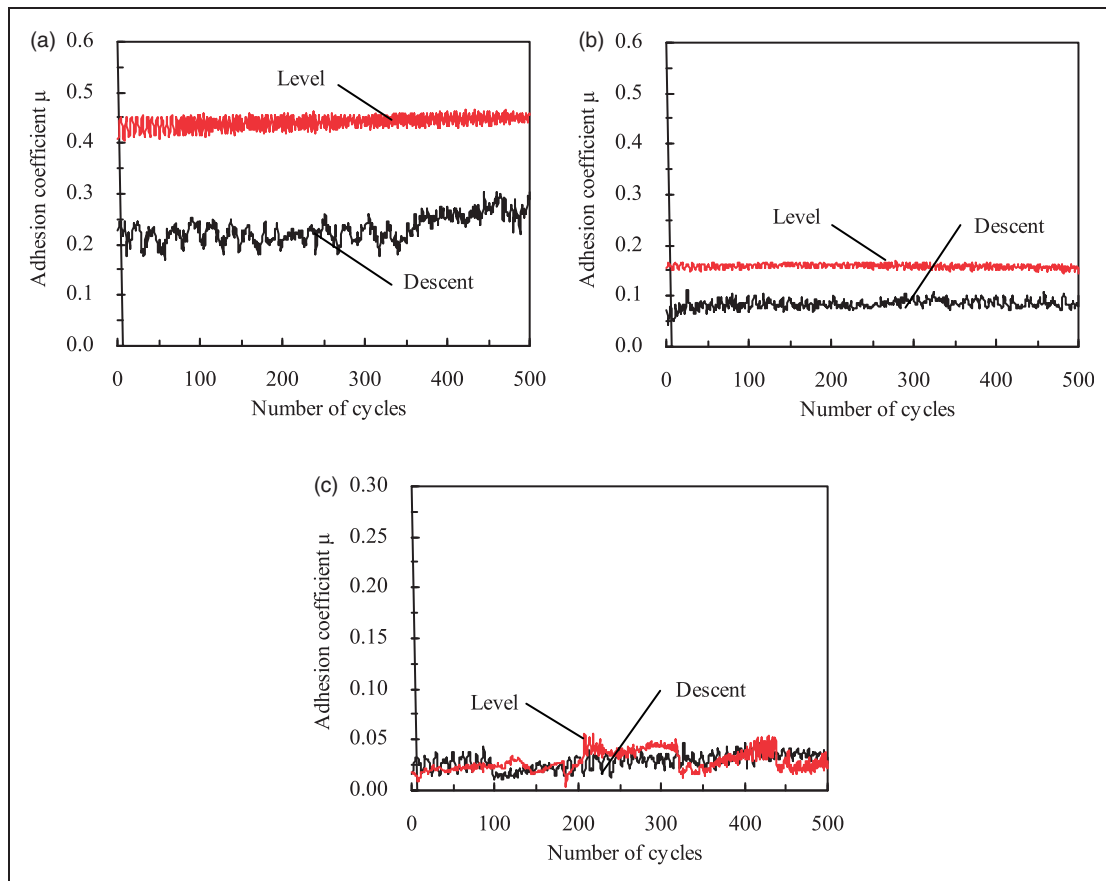 (a)
Adhesion coefficient μ
0.6
0.5
0.4
0.3
0.2
0.1
0.0
Level
Descent
0 100 200 300 400 500
Number of cycles
(b)
Adhesion coefficient μ
0.6
0.5
0.4
0.3
0.2
0.1
0.0
Level
Descent
0 100 200 300 400 500
Number of cycles
(c)
Adhesion coefficient μ
0.30
0.25
0.20
0.15
0.10
0.05
0.00
Level
Descent
0 100 200 300 400 500
Number of cycles